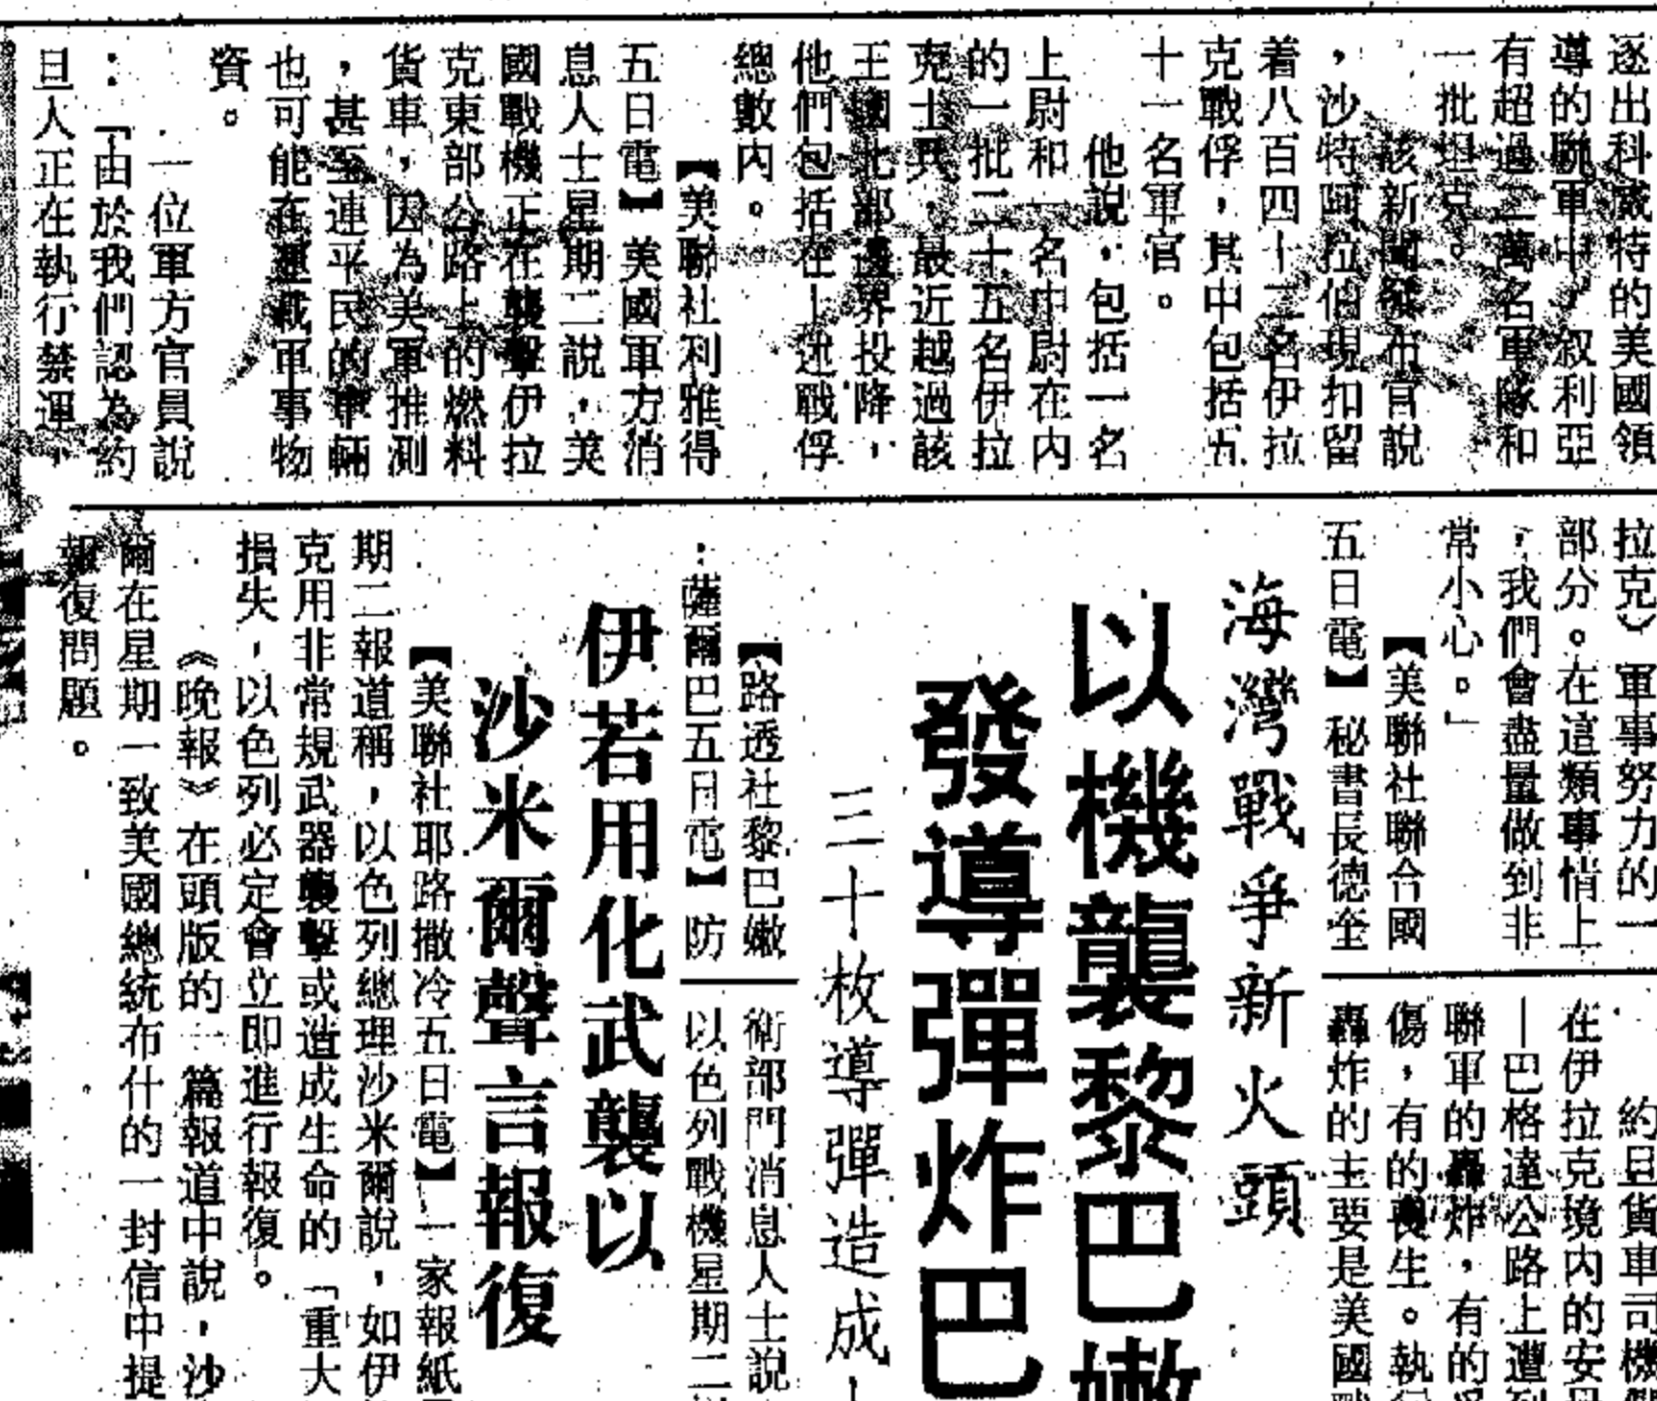 逐出科威特的美國領
導的聯軍中，叙利亞
有超過二萬名軍隊和
一批坦克。
該新聞發布官說
，沙特阿拉伯現扣留
着八百四十二名伊拉
克戰俘，其中包括五
十一名軍官。
他說，包括一名
上尉和一名中尉在內
的一批二十五名伊拉
克士兵，最近越過該
王國北部邊界投降，
他們包括在上述戰俘
總數內。
【美聯社利雅得
五日電】美國軍方消
息人士星期二說，美
國戰機正在襲擊伊拉
克東部公路上的燃料
貨車，因為美軍推測
，甚至連平民的車輛
也可能在運載軍事物
資。
一位軍方官員說
：「由於我們認為約
旦人正在執行禁運，
拉克）軍事努力的一
部分。在這類事情上
，我們會盡量做到非
常小心。」
【美聯社聯合國
五日電】秘書長德奎
約旦貨車司機們
在伊拉克境內的安曼
—巴格達公路上遭到
聯軍的轟炸，有的受
傷，有的喪生。執行
轟炸的主要是美國戰
海灣戰爭新火頭
以機襲黎巴嫩
發導彈炸巴
三十枚導彈造成
【路透社黎巴嫩
薩爾巴五日電】防
衛部門消息人士說
：
以色列戰機星期二
伊若用化武襲以
沙米爾聲言報復
【美聯社耶路撒冷五日電】一家報紙星
期二報道稱，以色列總理沙米爾說，如伊
克用非常規武器襲擊或造成生命的「重大
損失，以色列必定會立即進行報復。
《晚報》在頭版的一篇報道中說，沙
爾在星期一致美國總統布什的一封信中提
報復問題。